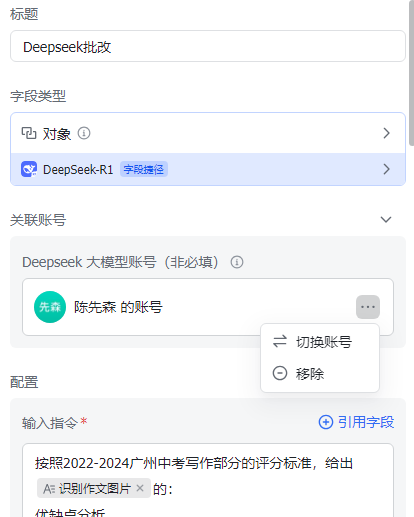 标题
Deepseek批改
字段类型
对象
DeepSeek-R1 字段捷径
关联账号
Deepseek 大模型账号（非必填）
先森 陈先森 的账号
切换账号
移除
配置
输入指令* 引用字段
按照2022-2024广州中考写作部分的评分标准，给出
识别作文图片 × 的：
优缺点分析